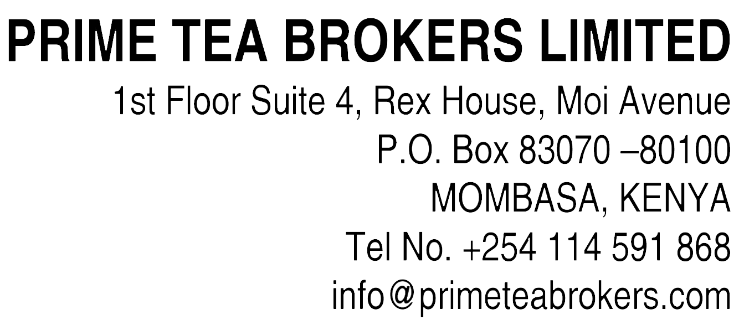 PRIME TEA BROKERS LIMITED
1st Floor Suite 4, Rex House, Moi Avenue
P.O. Box 83070 –80100
MOMBASA, KENYA
Tel No. +254 114 591 868
info@primeteabrokers.com